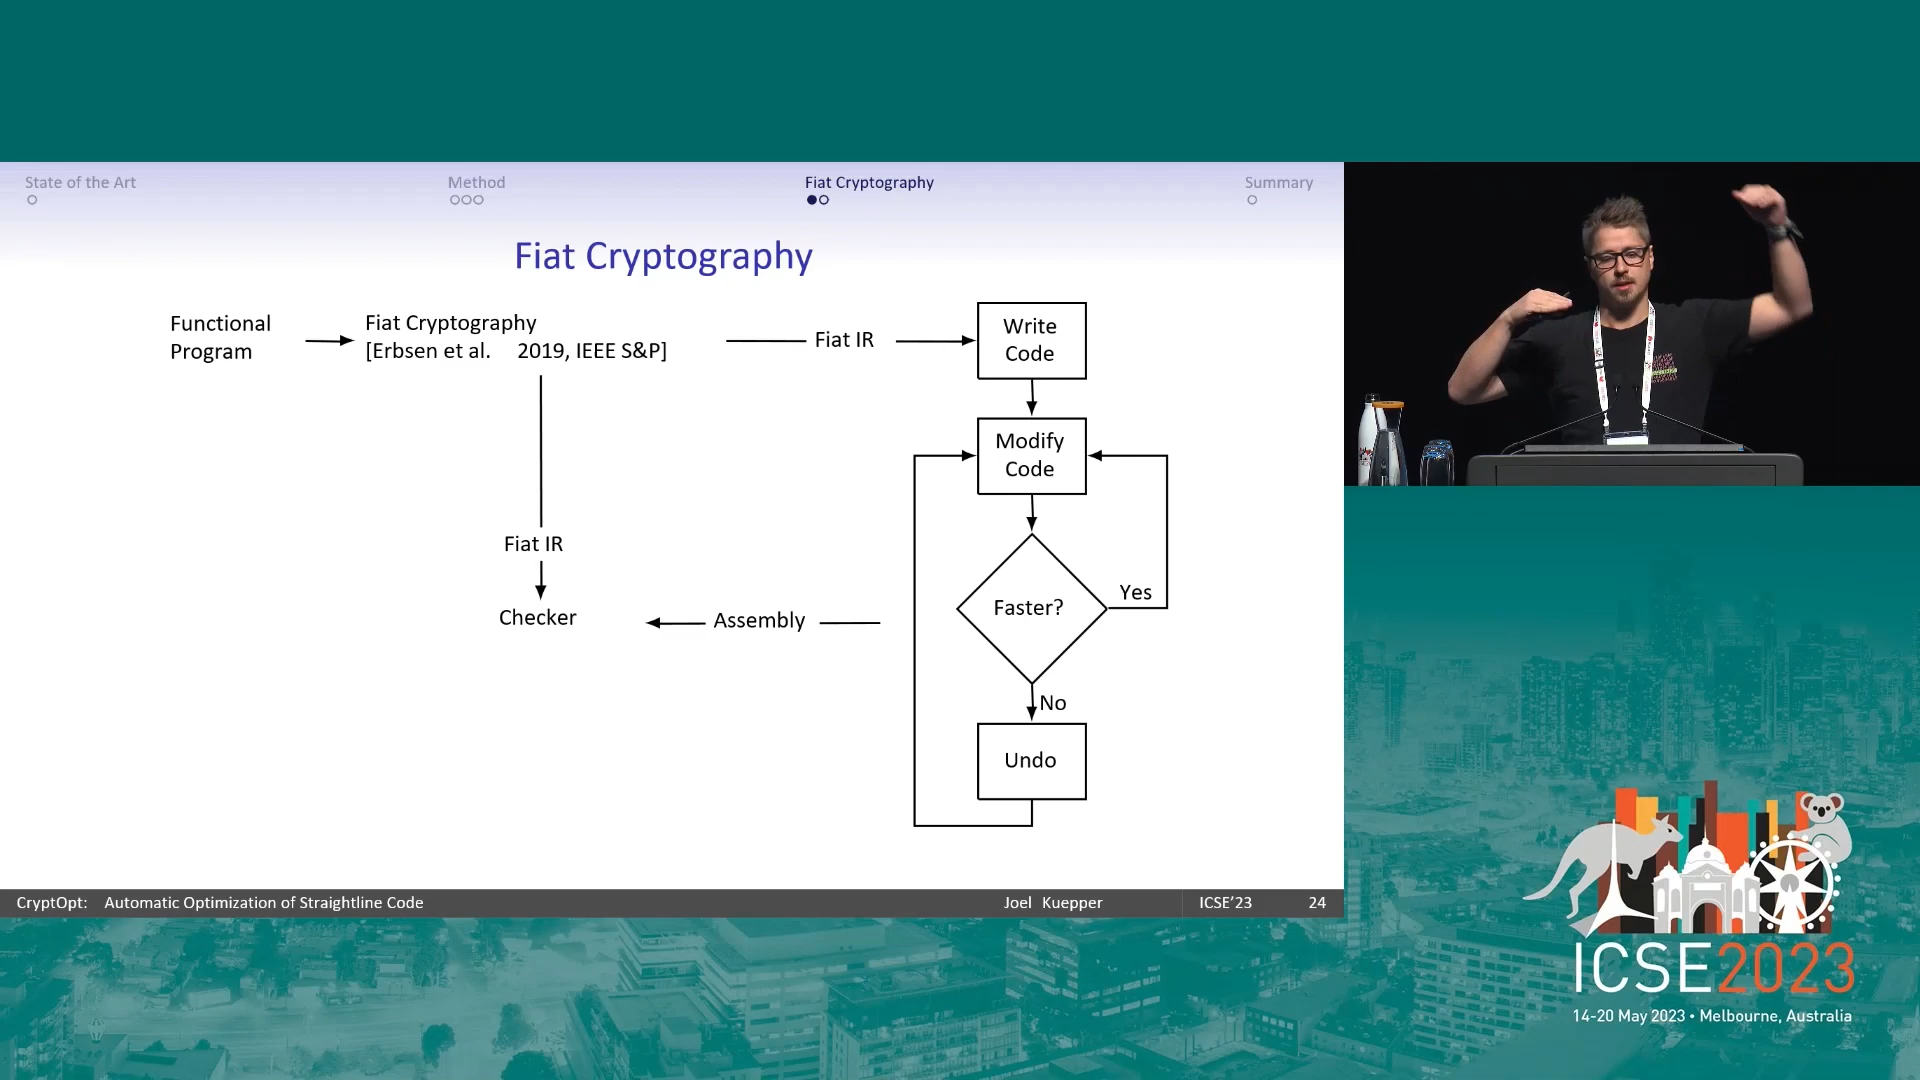 State of the Art
Method
Fiat Cryptography
Summary
Fiat Cryptography
Functional
Program
Fiat Cryptography
[Erbsen et al. 2019, IEEE S&P]
Fiat IR
Write
Code
Modify
Code
Faster?
Yes
No
Undo
Fiat IR
Checker
Assembly
CryptOpt: Automatic Optimization of Straightline Code
Joel Kuepper
ICSE'23
24
ICSE2023
14-20 May 2023 • Melbourne, Australia